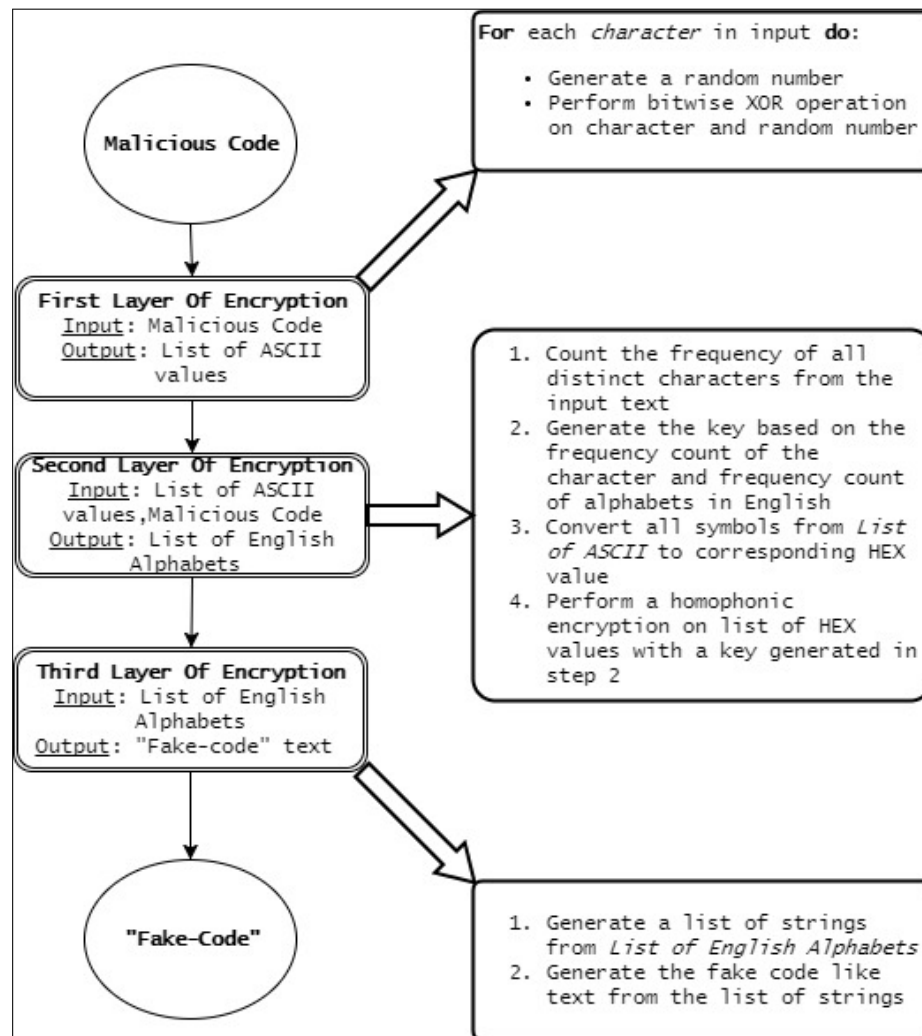 Malicious Code
For each character in input do:
• Generate a random number
• Perform bitwise XOR operation
on character and random number
First Layer Of Encryption
Input: Malicious Code
Output: List of ASCII
values
Second Layer Of Encryption
Input: List of ASCII
values,Malicious Code
Output: List of English
Alphabets
1. Count the frequency of all
distinct characters from the
input text
2. Generate the key based on the
frequency count of the
character and frequency count
of alphabets in English
3. Convert all symbols from List
of ASCII to corresponding HEX
value
4. Perform a homophonic
encryption on list of HEX
values with a key generated in
step 2
Third Layer Of Encryption
Input: List of English
Alphabets
Output: "Fake-code" text
"Fake-Code"
1. Generate a list of strings
from List of English Alphabets
2. Generate the fake code like
text from the list of strings